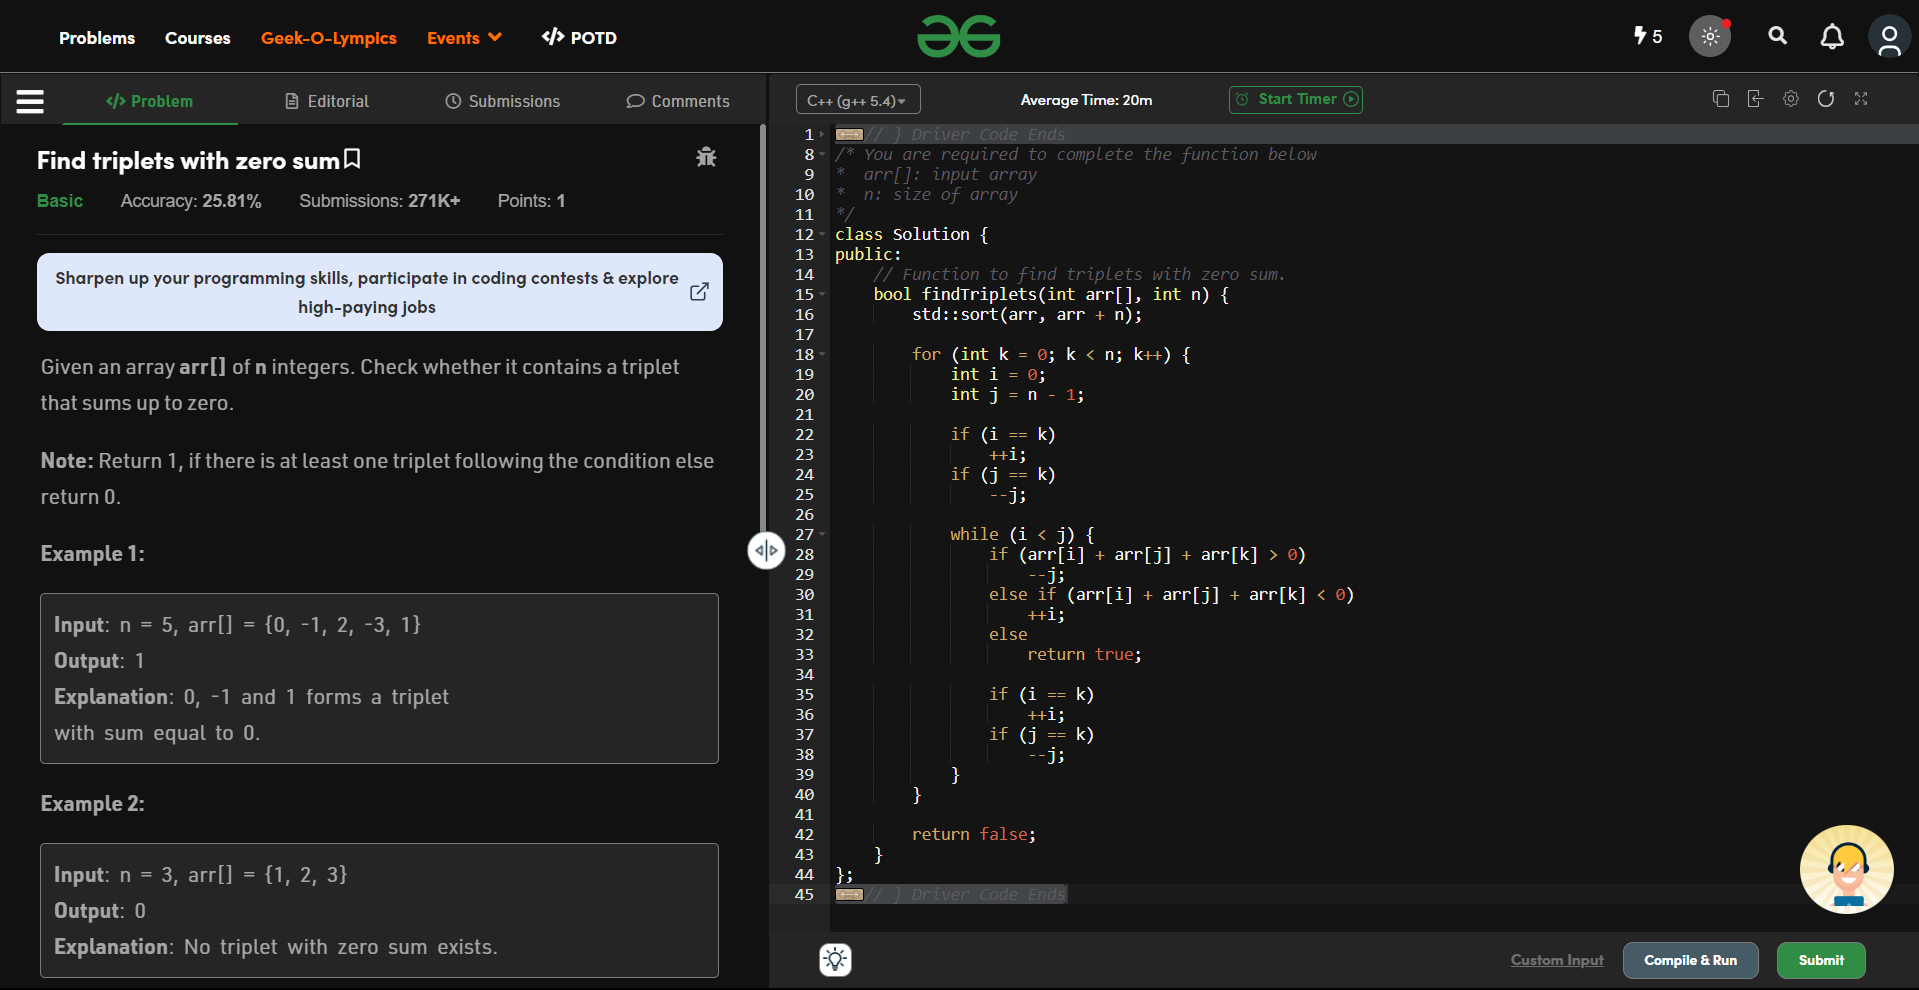 Problems Courses Geek-O-Lympics Events </> POTD
5
</> Problem Editorial Submissions Comments
C++ (g++ 5.4) Average Time: 20m Start Timer
Find triplets with zero sum
Basic Accuracy: 25.81% Submissions: 271K+ Points: 1
Sharpen up your programming skills, participate in coding contests & explore
high-paying jobs
Given an array arr[] of n integers. Check whether it contains a triplet
that sums up to zero.
Note: Return 1, if there is at least one triplet following the condition else
return 0.
Example 1:
Input: n = 5, arr[] = {0, -1, 2, -3, 1}
Output: 1
Explanation: 0, -1 and 1 forms a triplet
with sum equal to 0.
Example 2:
Input: n = 3, arr[] = {1, 2, 3}
Output: 0
Explanation: No triplet with zero sum exists.
1 // } Driver Code Ends
8 /* You are required to complete the function below
9 *  arr[]: input array
10 *  n: size of array
11 */
12 class Solution {
13 public:
14     // Function to find triplets with zero sum.
15     bool findTriplets(int arr[], int n) {
16         std::sort(arr, arr + n);
17
18         for (int k = 0; k < n; k++) {
19             int i = 0;
20             int j = n - 1;
21
22             if (i == k)
23                 ++i;
24             if (j == k)
25                 --j;
26
27             while (i < j) {
28                 if (arr[i] + arr[j] + arr[k] > 0)
29                     --j;
30                 else if (arr[i] + arr[j] + arr[k] < 0)
31                     ++i;
32                 else
33                     return true;
34
35                 if (i == k)
36                     ++i;
37                 if (j == k)
38                     --j;
39             }
40         }
41
42         return false;
43     }
44 };
45 // } Driver Code Ends
Custom Input Compile & Run Submit